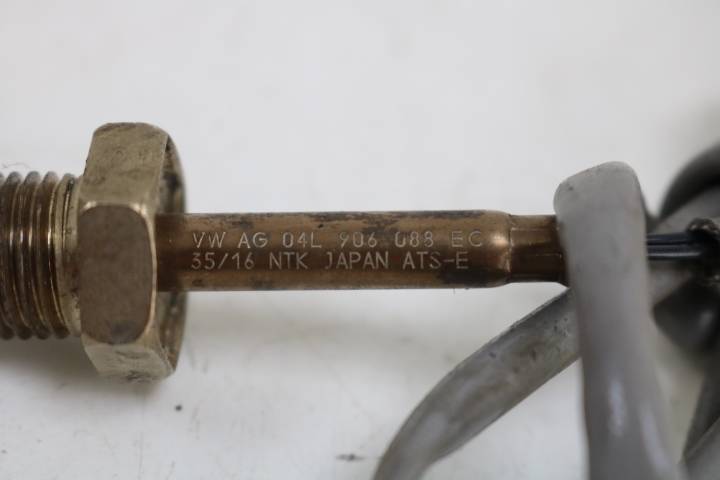 VW AG 04L 906 088 EC
35/16 NTK JAPAN ATS-E